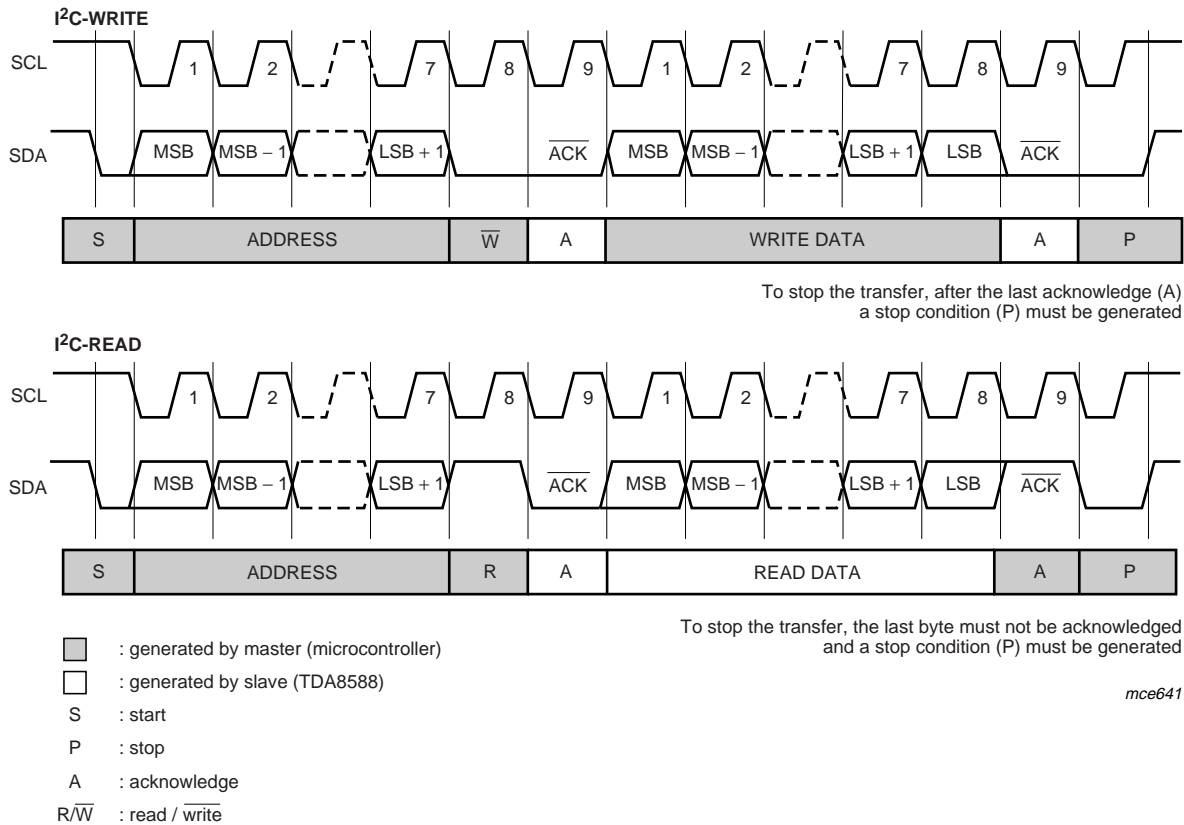 I²C-WRITE
SCL 1 2 7 8 9 1 2 7 8 9
SDA MSB MSB − 1 LSB + 1 A̅C̅K̅ MSB MSB − 1 LSB + 1 LSB A̅C̅K̅
S ADDRESS W̅ A WRITE DATA A P
To stop the transfer, after the last acknowledge (A)
a stop condition (P) must be generated
I²C-READ
SCL 1 2 7 8 9 1 2 7 8 9
SDA MSB MSB − 1 LSB + 1 A̅C̅K̅ MSB MSB − 1 LSB + 1 LSB A̅C̅K̅
S ADDRESS R A READ DATA A P
To stop the transfer, the last byte must not be acknowledged
and a stop condition (P) must be generated
: generated by master (microcontroller)
: generated by slave (TDA8588)
mce641
S : start
P : stop
A : acknowledge
R/W̅ : read / w̅r̅i̅t̅e̅